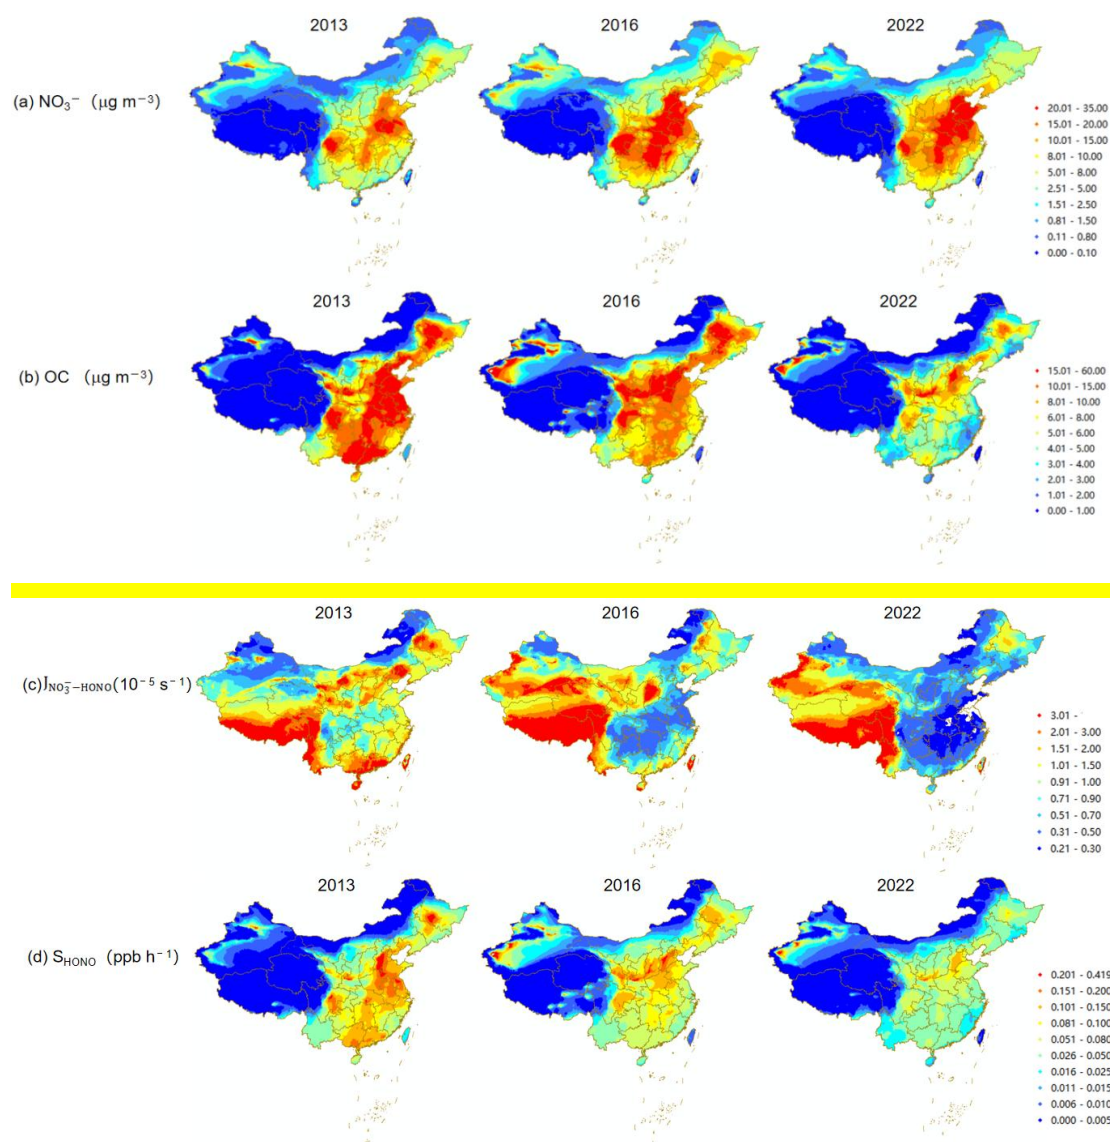 2013 2016 2022
(a) NO₃⁻ (μg m⁻³)
20.01 - 35.00
15.01 - 20.00
10.01 - 15.00
8.01 - 10.00
5.01 - 8.00
2.51 - 5.00
1.51 - 2.50
0.81 - 1.50
0.11 - 0.80
0.00 - 0.10
2013 2016 2022
(b) OC (μg m⁻³)
15.01 - 60.00
10.01 - 15.00
8.01 - 10.00
6.01 - 8.00
5.01 - 6.00
4.01 - 5.00
3.01 - 4.00
2.01 - 3.00
1.01 - 2.00
0.00 - 1.00
2013 2016 2022
(c) J_NO₃⁻−HONO (10⁻⁵ s⁻¹)
3.01 -
2.01 - 3.00
1.51 - 2.00
1.01 - 1.50
0.91 - 1.00
0.71 - 0.90
0.51 - 0.70
0.31 - 0.50
0.21 - 0.30
2013 2016 2022
(d) S_HONO (ppb h⁻¹)
0.201 - 0.415
0.151 - 0.200
0.101 - 0.150
0.081 - 0.100
0.051 - 0.080
0.026 - 0.050
0.016 - 0.025
0.011 - 0.015
0.006 - 0.010
0.000 - 0.005